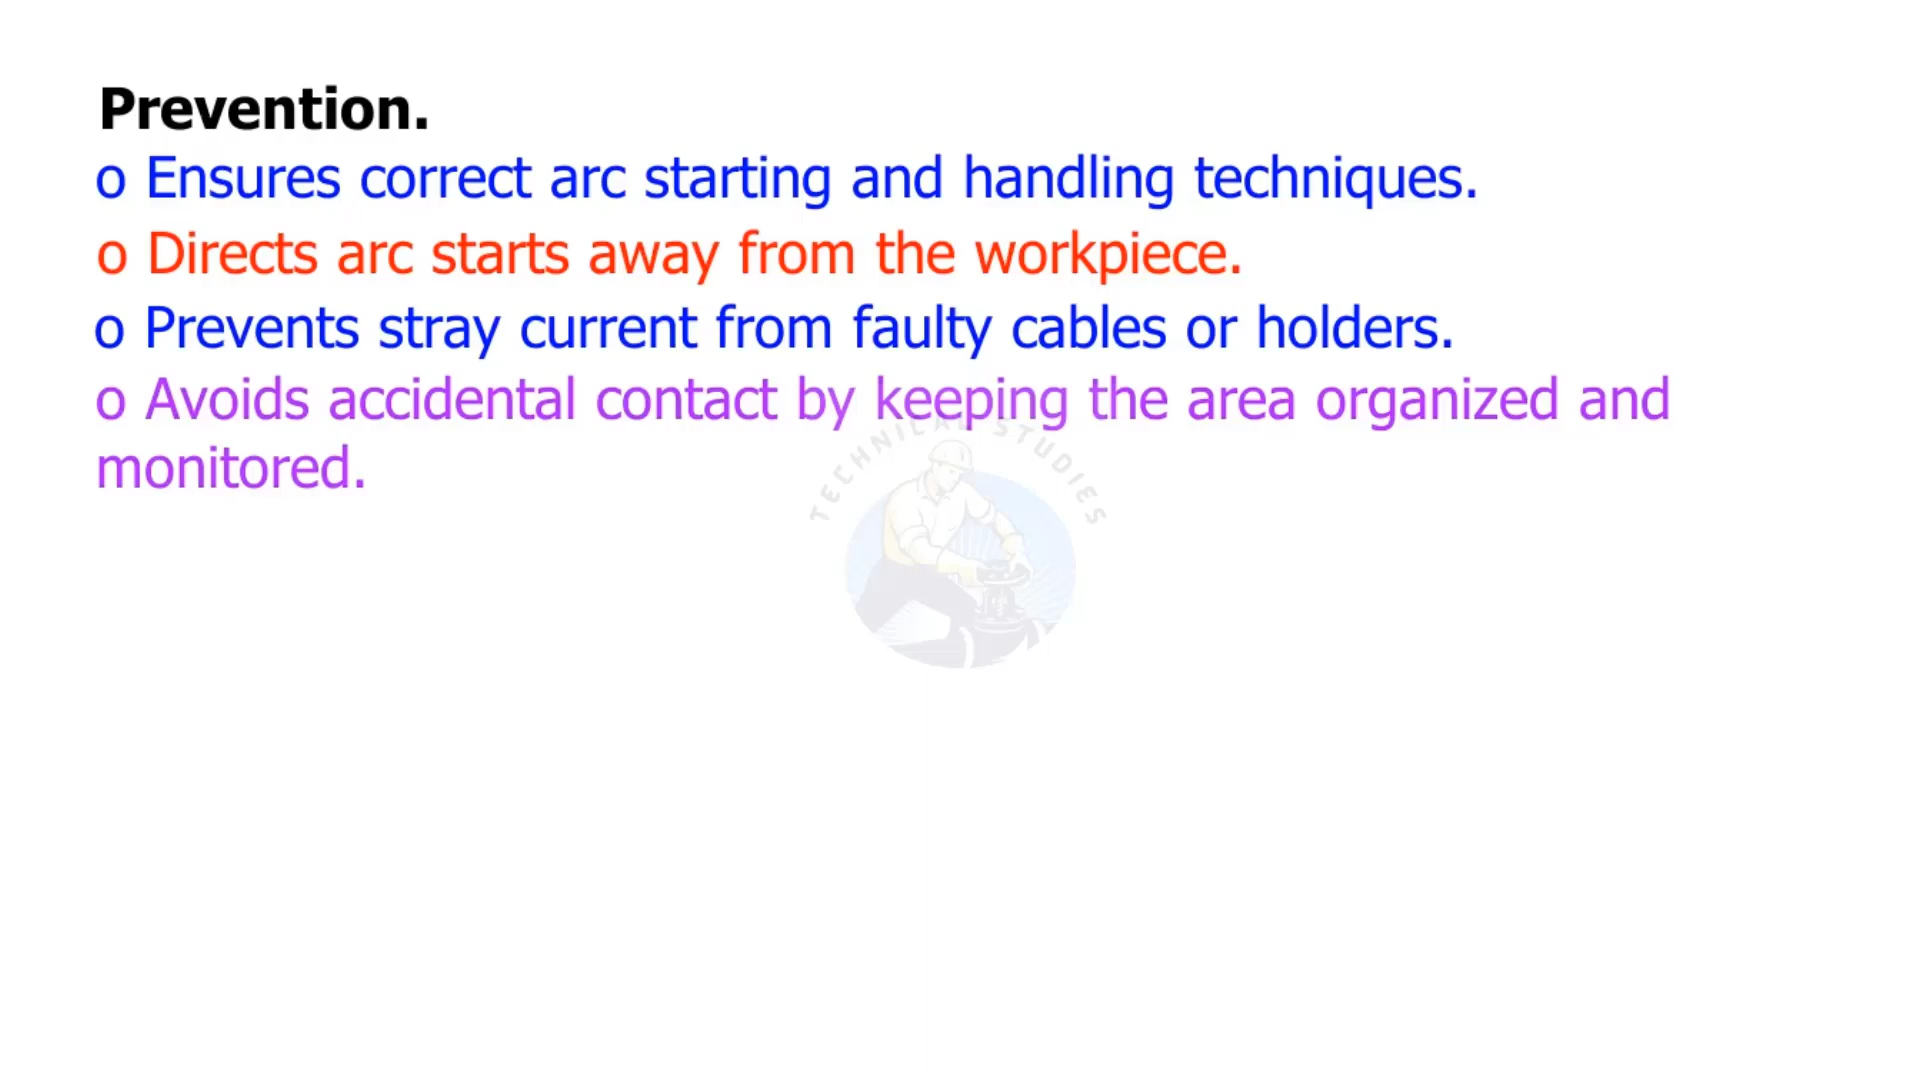 Prevention.
o Ensures correct arc starting and handling techniques.
o Directs arc starts away from the workpiece.
o Prevents stray current from faulty cables or holders.
o Avoids accidental contact by keeping the area organized and
monitored.
TECHNICAL STUDIES